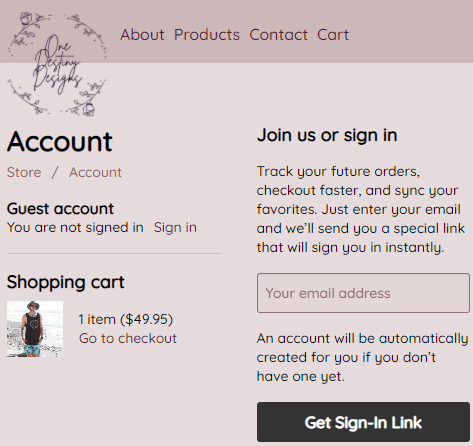 One
Destiny
Designs
About Products Contact Cart
Account
Store / Account
Guest account
You are not signed in Sign in
Shopping cart
1 item ($49.95)
Go to checkout
Join us or sign in
Track your future orders,
checkout faster, and sync your
favorites. Just enter your email
and we’ll send you a special link
that will sign you in instantly.
Your email address
An account will be automatically
created for you if you don’t
have one yet.
Get Sign-In Link